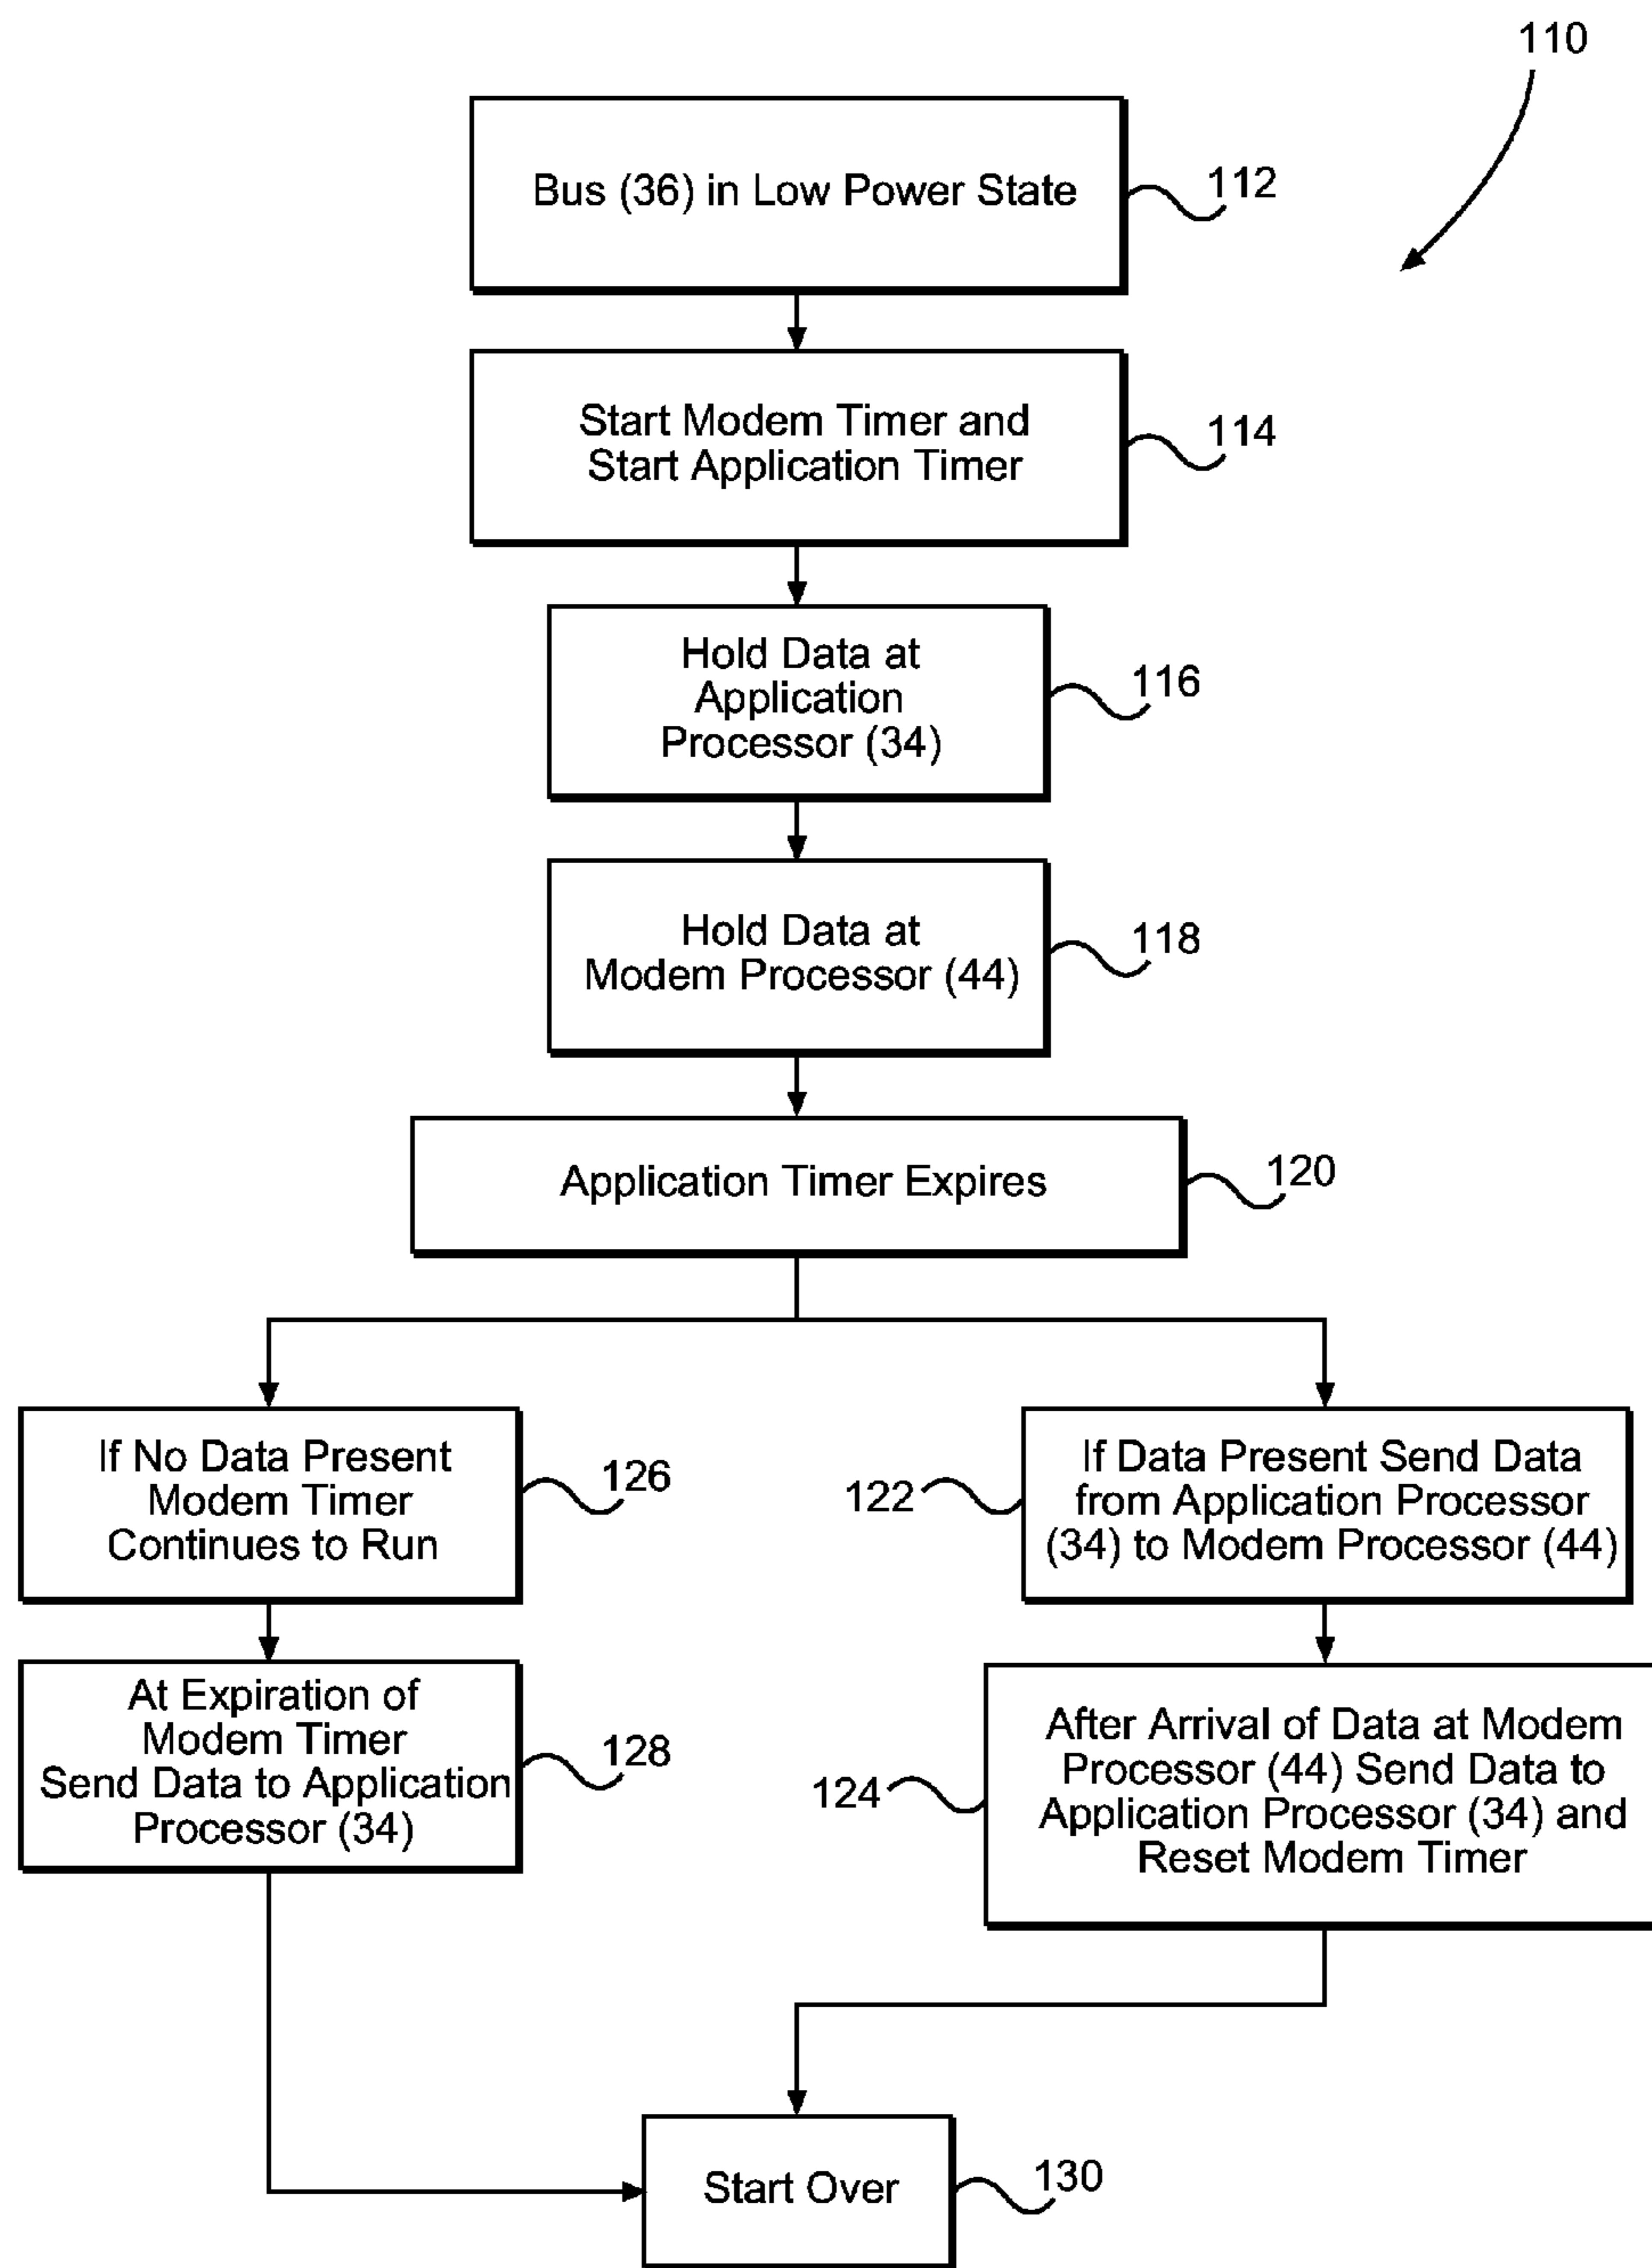 110
Bus (36) in Low Power State
112
Start Modem Timer and
Start Application Timer
114
Hold Data at
Application
Processor (34)
116
Hold Data at
Modem Processor (44)
118
Application Timer Expires
120
If No Data Present
Modem Timer
Continues to Run
126
122
If Data Present Send Data
from Application Processor
(34) to Modem Processor (44)
At Expiration of
Modem Timer
Send Data to Application
Processor (34)
128
124
After Arrival of Data at Modem
Processor (44) Send Data to
Application Processor (34) and
Reset Modem Timer
Start Over
130